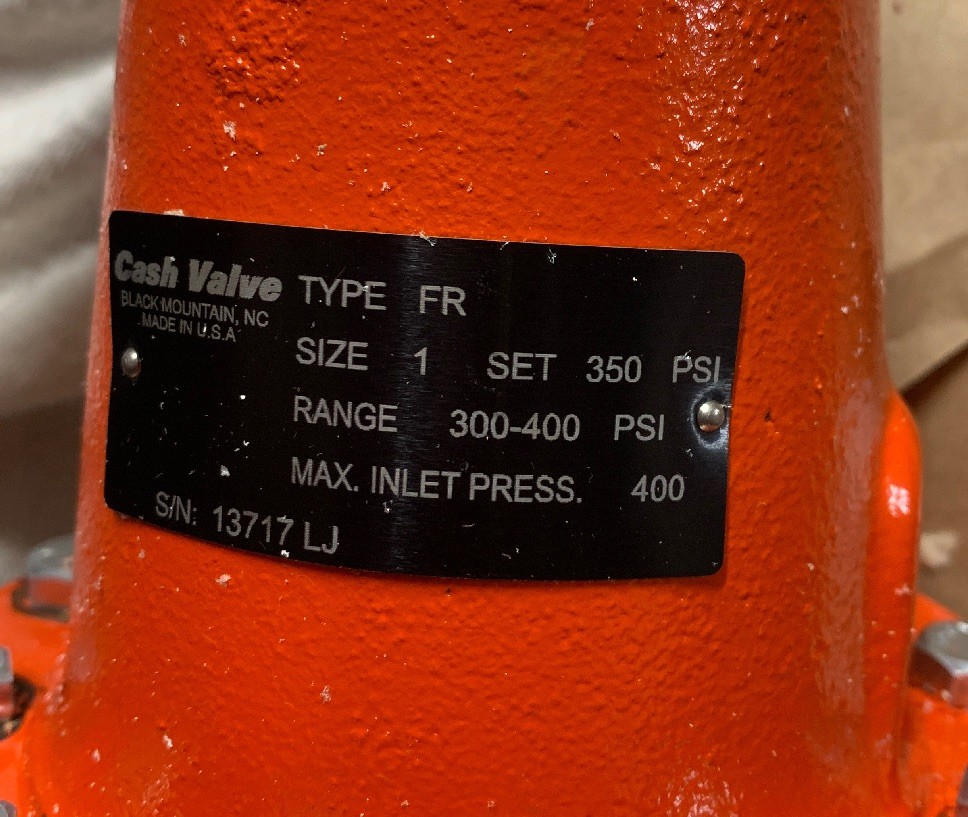 Cash Valve
BLACK MOUNTAIN, NC
MADE IN U.S.A
TYPE FR
SIZE 1 SET 350 PSI
RANGE 300-400 PSI
MAX. INLET PRESS. 400
S/N: 13717 LJ